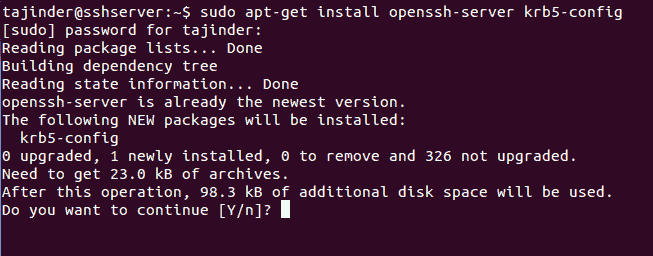 tajinder@sshserver:~$ sudo apt-get install openssh-server krb5-config
[sudo] password for tajinder:
Reading package lists... Done
Building dependency tree
Reading state information... Done
openssh-server is already the newest version.
The following NEW packages will be installed:
  krb5-config
0 upgraded, 1 newly installed, 0 to remove and 326 not upgraded.
Need to get 23.0 kB of archives.
After this operation, 98.3 kB of additional disk space will be used.
Do you want to continue [Y/n]?